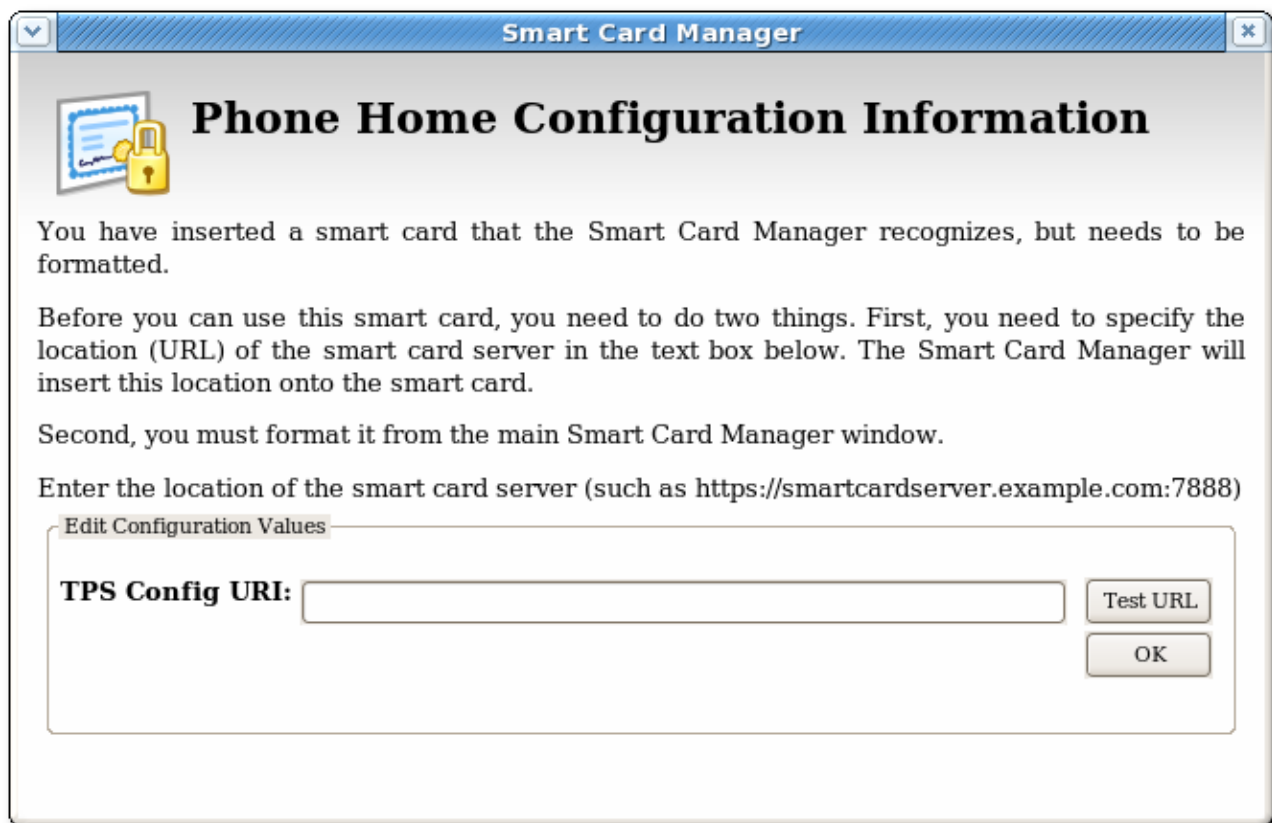 Smart Card Manager
Phone Home Configuration Information
You have inserted a smart card that the Smart Card Manager recognizes, but needs to be
formatted.
Before you can use this smart card, you need to do two things. First, you need to specify the
location (URL) of the smart card server in the text box below. The Smart Card Manager will
insert this location onto the smart card.
Second, you must format it from the main Smart Card Manager window.
Enter the location of the smart card server (such as https://smartcardserver.example.com:7888)
Edit Configuration Values
TPS Config URI:
Test URL
OK